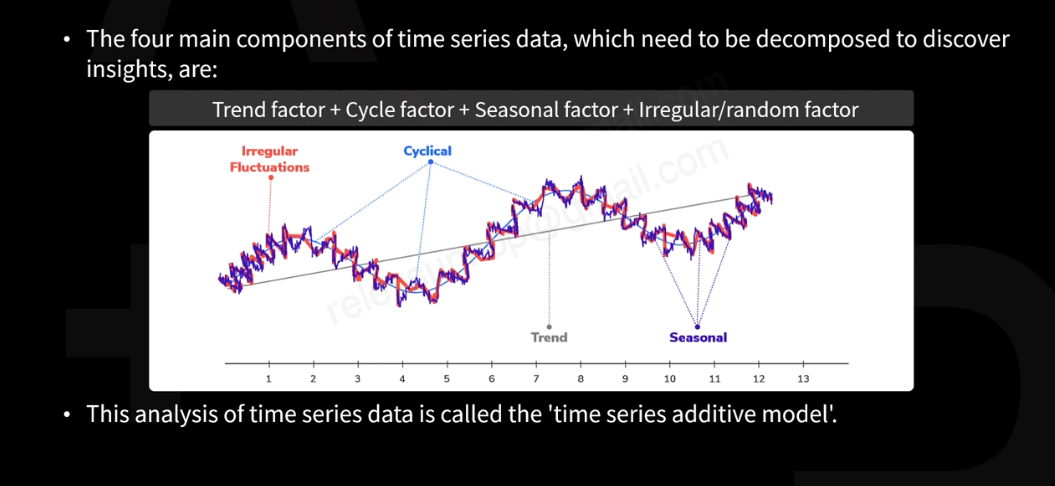 • The four main components of time series data, which need to be decomposed to discover
insights, are:
Trend factor + Cycle factor + Seasonal factor + Irregular/random factor
Irregular
Fluctuations
Cyclical
Trend
Seasonal
1 2 3 4 5 6 7 8 9 10 11 12 13
• This analysis of time series data is called the 'time series additive model'.